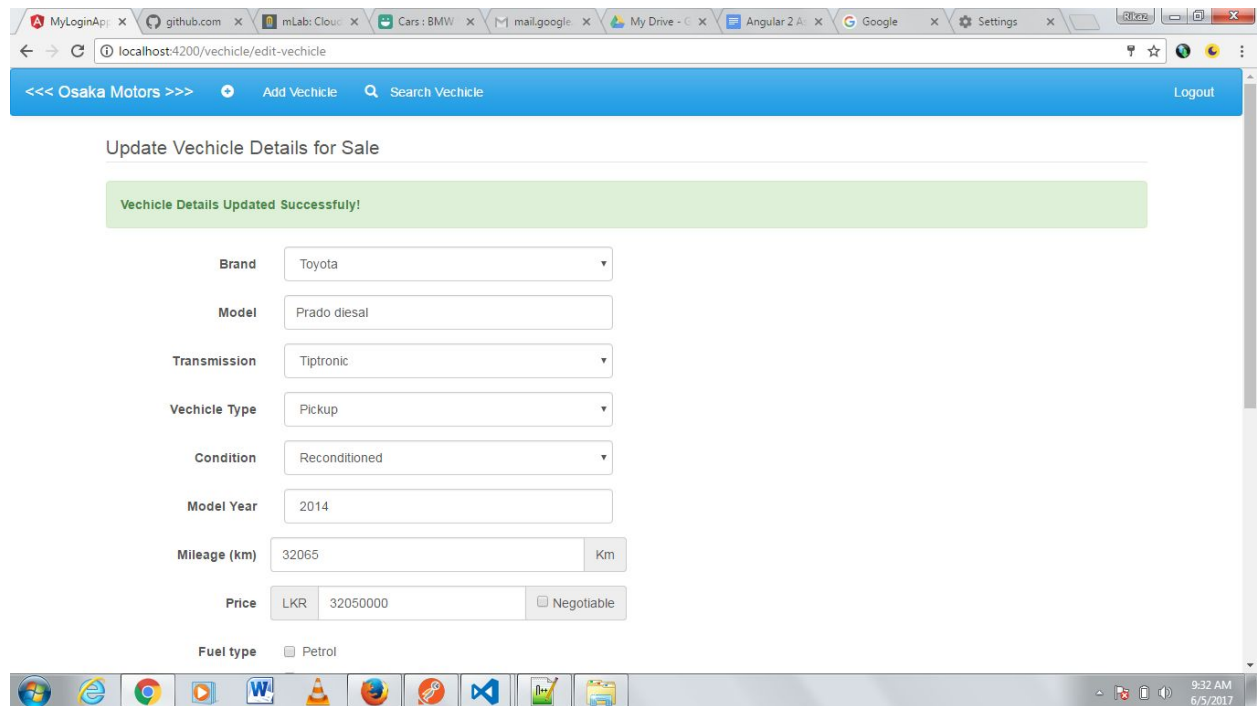 MyLoginApp github.com mLab: Cloud Cars : BMW mail.google. My Drive - G Angular 2 A Google Settings Rikaz
localhost:4200/vechicle/edit-vechicle
<<< Osaka Motors >>> Add Vechicle Search Vechicle Logout
Update Vechicle Details for Sale
Vechicle Details Updated Successfuly!
Brand Toyota
Model Prado diesal
Transmission Tiptronic
Vechicle Type Pickup
Condition Reconditioned
Model Year 2014
Mileage (km) 32065 Km
Price LKR 32050000 Negotiable
Fuel type Petrol
9:32 AM
6/5/2017